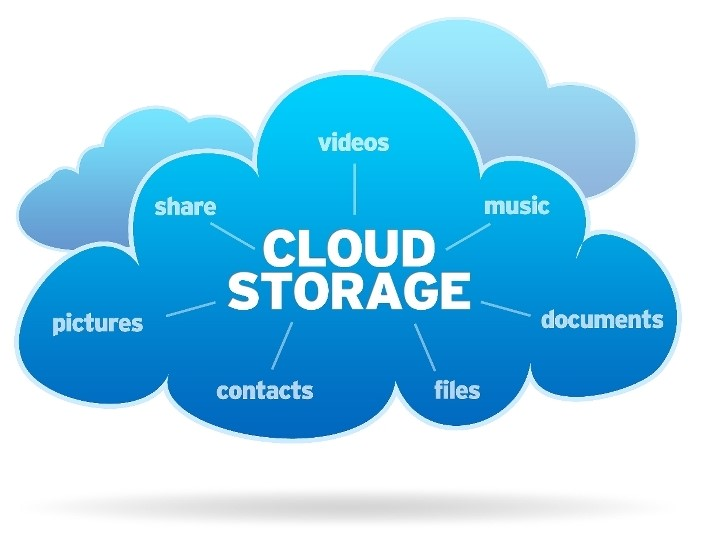 videos
share
music
CLOUD
STORAGE
pictures
documents
contacts
files